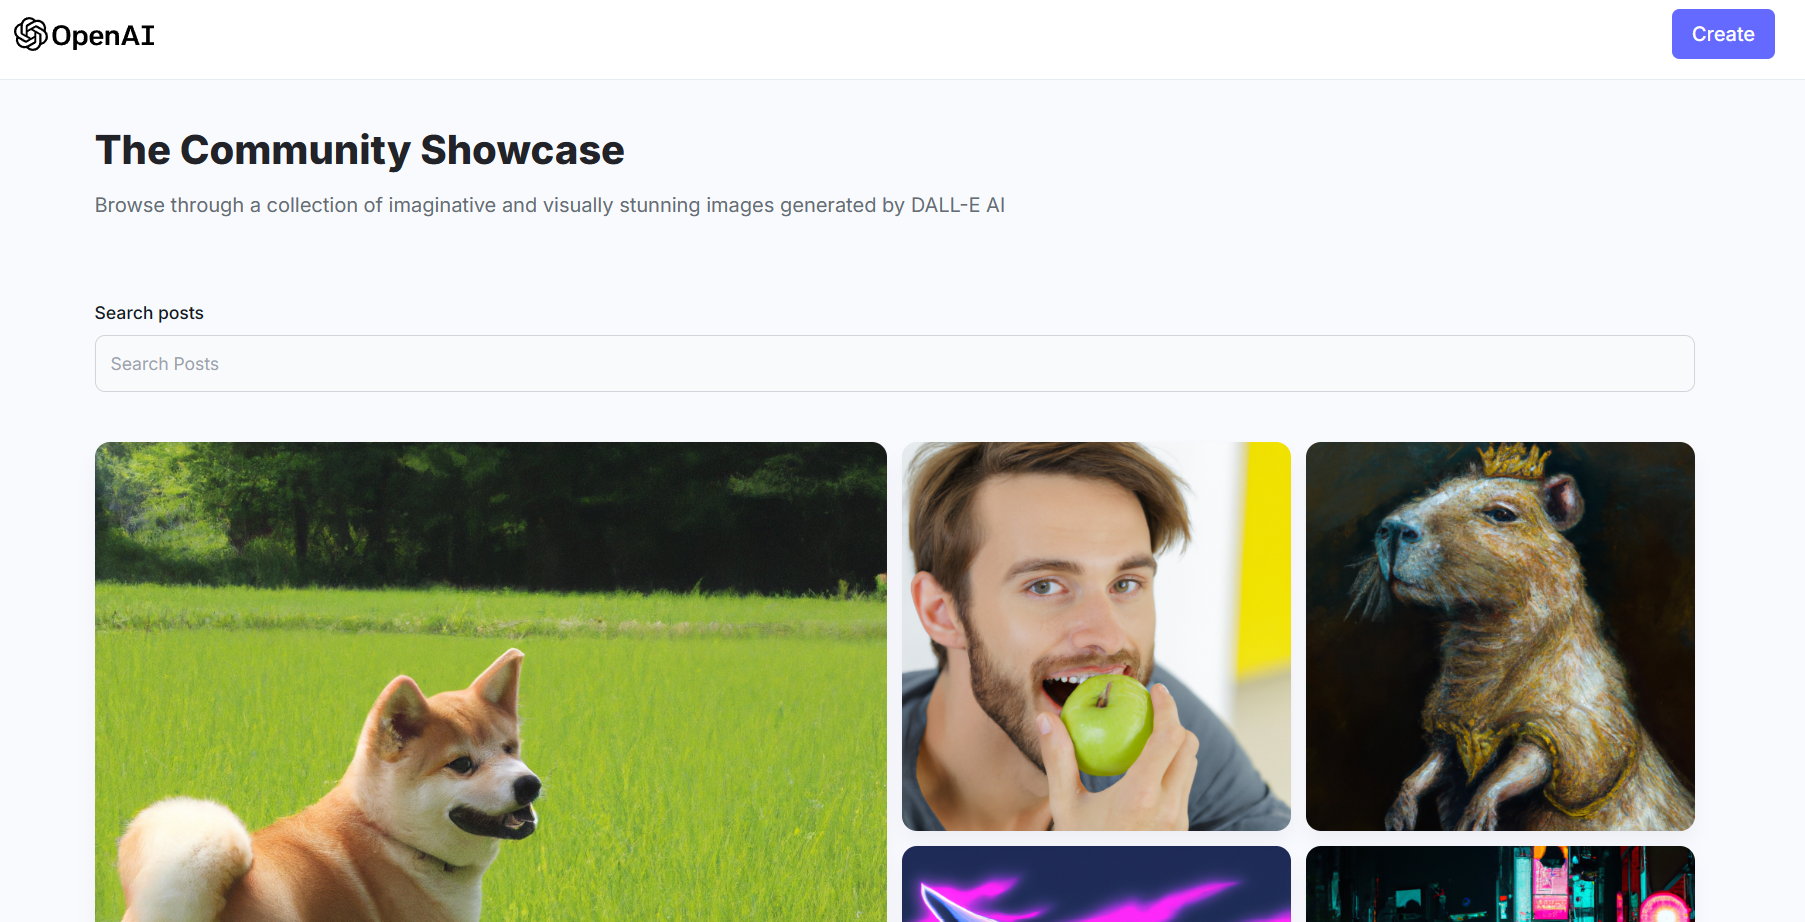 OpenAI
Create
The Community Showcase
Browse through a collection of imaginative and visually stunning images generated by DALL-E AI
Search posts
Search Posts